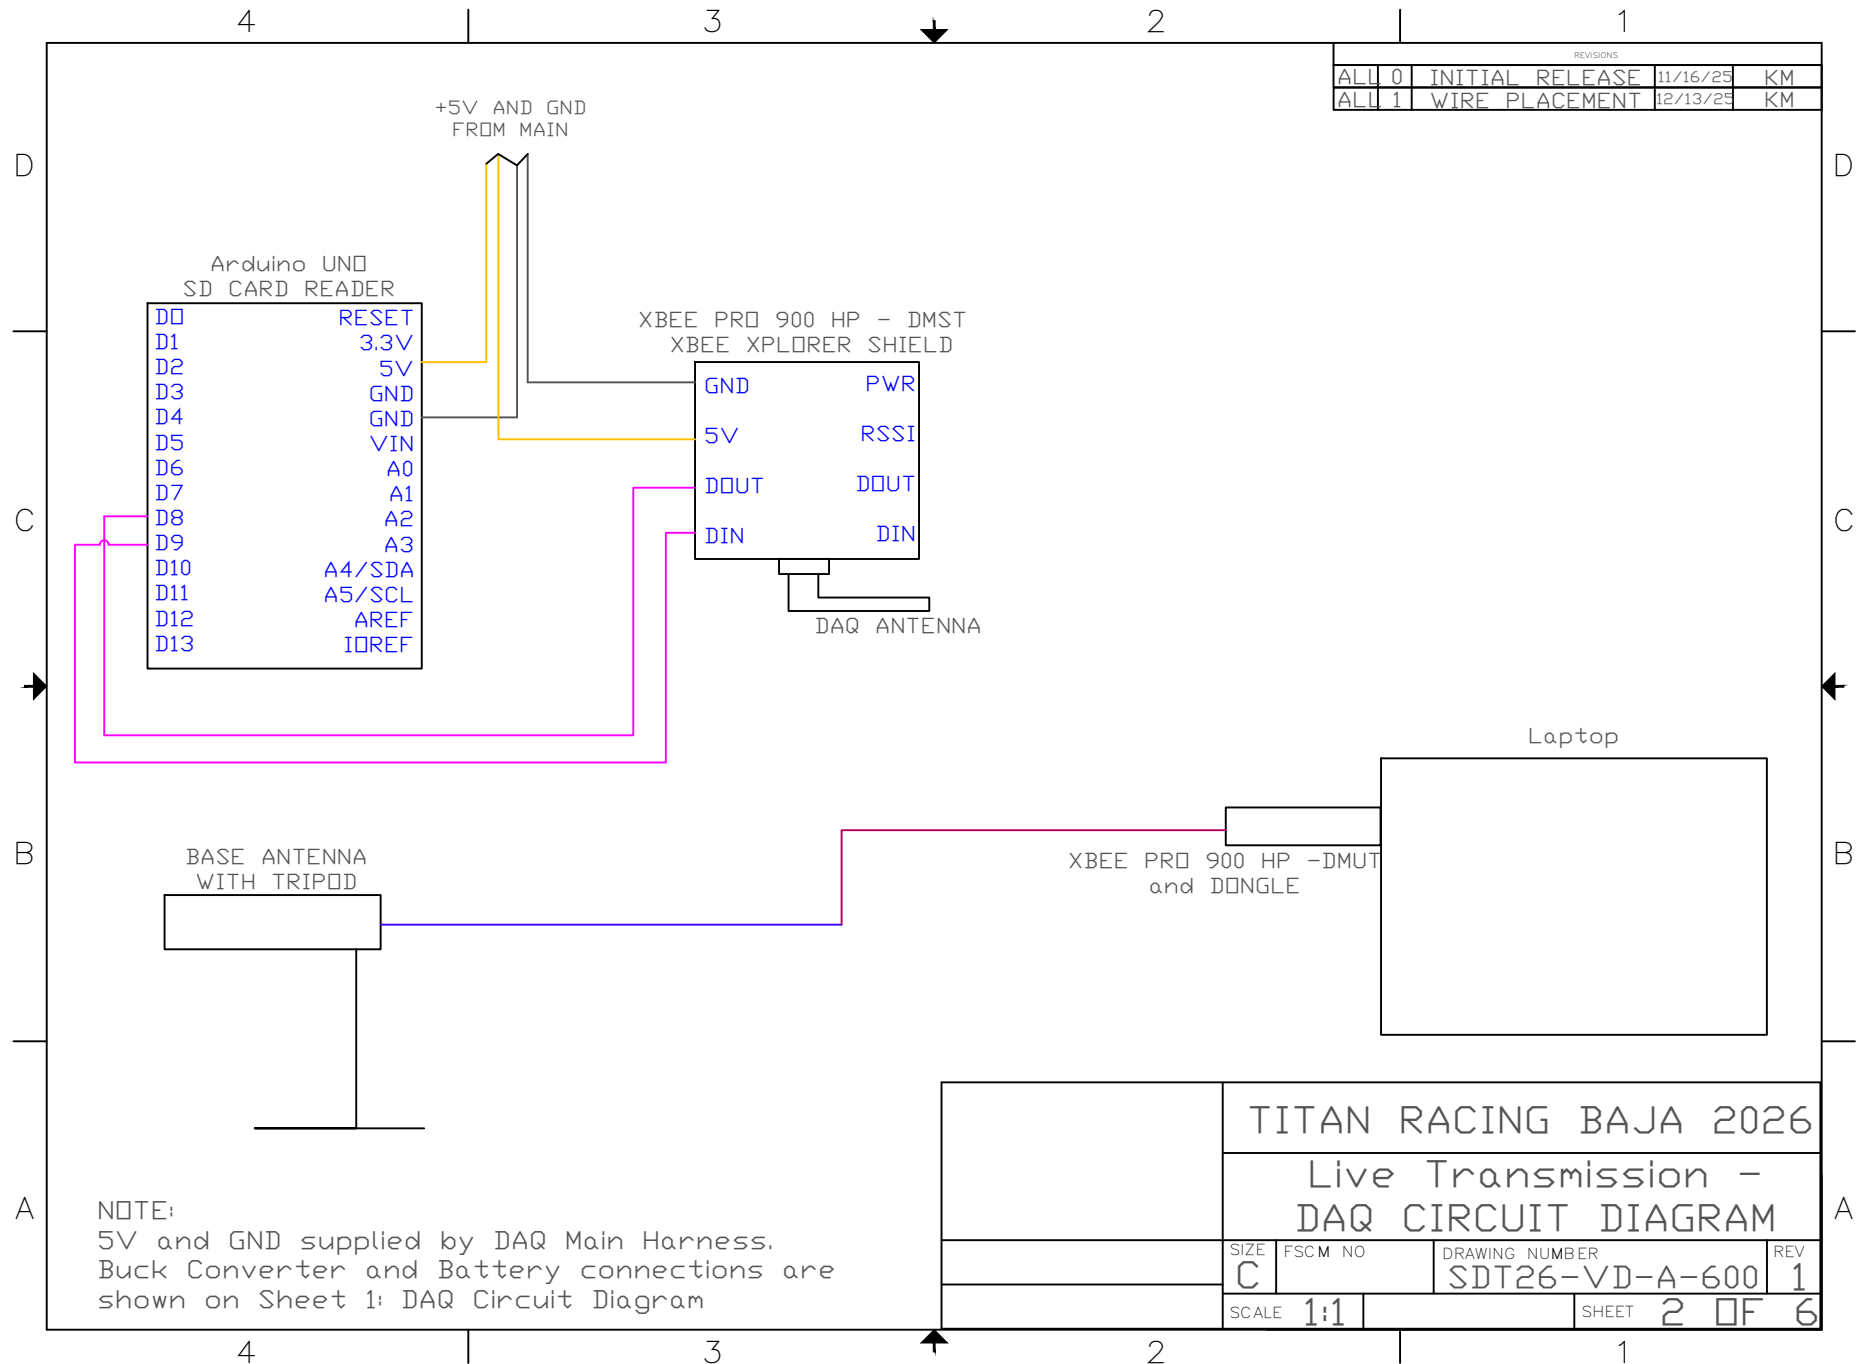 4 3 2 1
REVISIONS
ALL 0 INITIAL RELEASE 11/16/25 KM
ALL 1 WIRE PLACEMENT 12/13/25 KM
+5V AND GND
FROM MAIN
D D
Arduino UNO
SD CARD READER
D0 RESET
D1 3.3V
D2 5V
D3 GND
D4 GND
D5 VIN
D6 A0
D7 A1
D8 A2
D9 A3
D10 A4/SDA
D11 A5/SCL
D12 AREF
D13 IOREF
XBEE PRO 900 HP - DMST
XBEE XPLORER SHIELD
GND PWR
5V RSSI
DOUT DOUT
DIN DIN
DAQ ANTENNA
C C
Laptop
XBEE PRO 900 HP -DMUT
and DONGLE
B B
BASE ANTENNA
WITH TRIPOD
TITAN RACING BAJA 2026
Live Transmission -
DAQ CIRCUIT DIAGRAM
SIZE FSCM NO DRAWING NUMBER REV
C SDT26-VD-A-600 1
SCALE 1:1 SHEET 2 OF 6
A A
NOTE:
5V and GND supplied by DAQ Main Harness.
Buck Converter and Battery connections are
shown on Sheet 1: DAQ Circuit Diagram
4 3 2 1